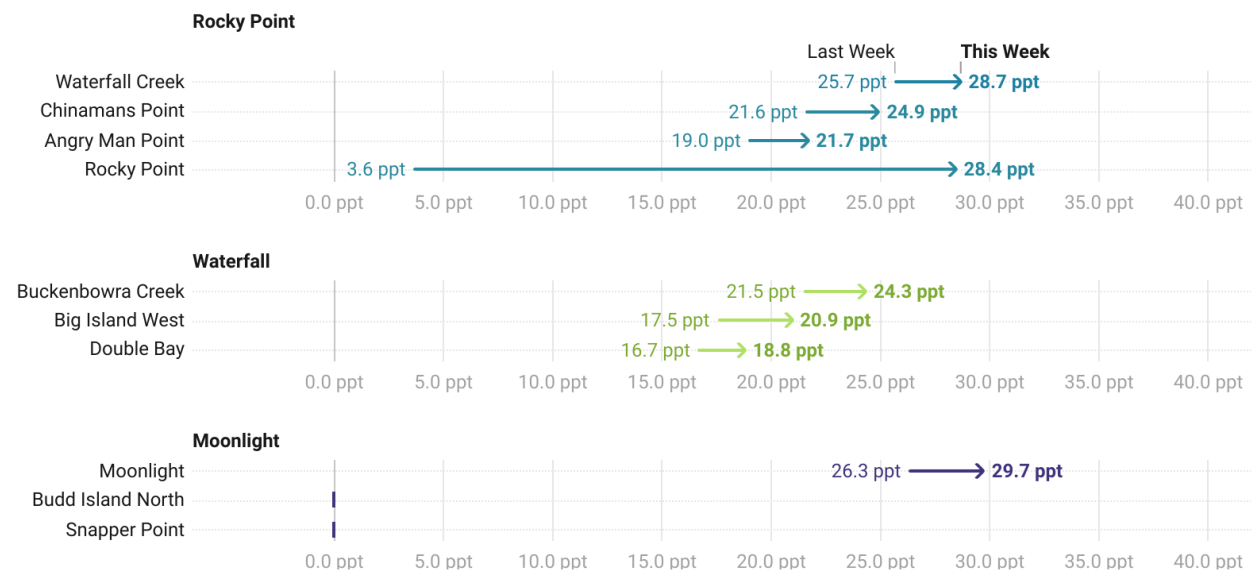 Rocky Point
Last Week This Week
Waterfall Creek 25.7 ppt 28.7 ppt
Chinamans Point 21.6 ppt 24.9 ppt
Angry Man Point 19.0 ppt 21.7 ppt
Rocky Point 3.6 ppt 28.4 ppt
0.0 ppt 5.0 ppt 10.0 ppt 15.0 ppt 20.0 ppt 25.0 ppt 30.0 ppt 35.0 ppt 40.0 ppt
Waterfall
Buckenbowra Creek 21.5 ppt 24.3 ppt
Big Island West 17.5 ppt 20.9 ppt
Double Bay 16.7 ppt 18.8 ppt
0.0 ppt 5.0 ppt 10.0 ppt 15.0 ppt 20.0 ppt 25.0 ppt 30.0 ppt 35.0 ppt 40.0 ppt
Moonlight
Moonlight 26.3 ppt 29.7 ppt
Budd Island North
Snapper Point
0.0 ppt 5.0 ppt 10.0 ppt 15.0 ppt 20.0 ppt 25.0 ppt 30.0 ppt 35.0 ppt 40.0 ppt